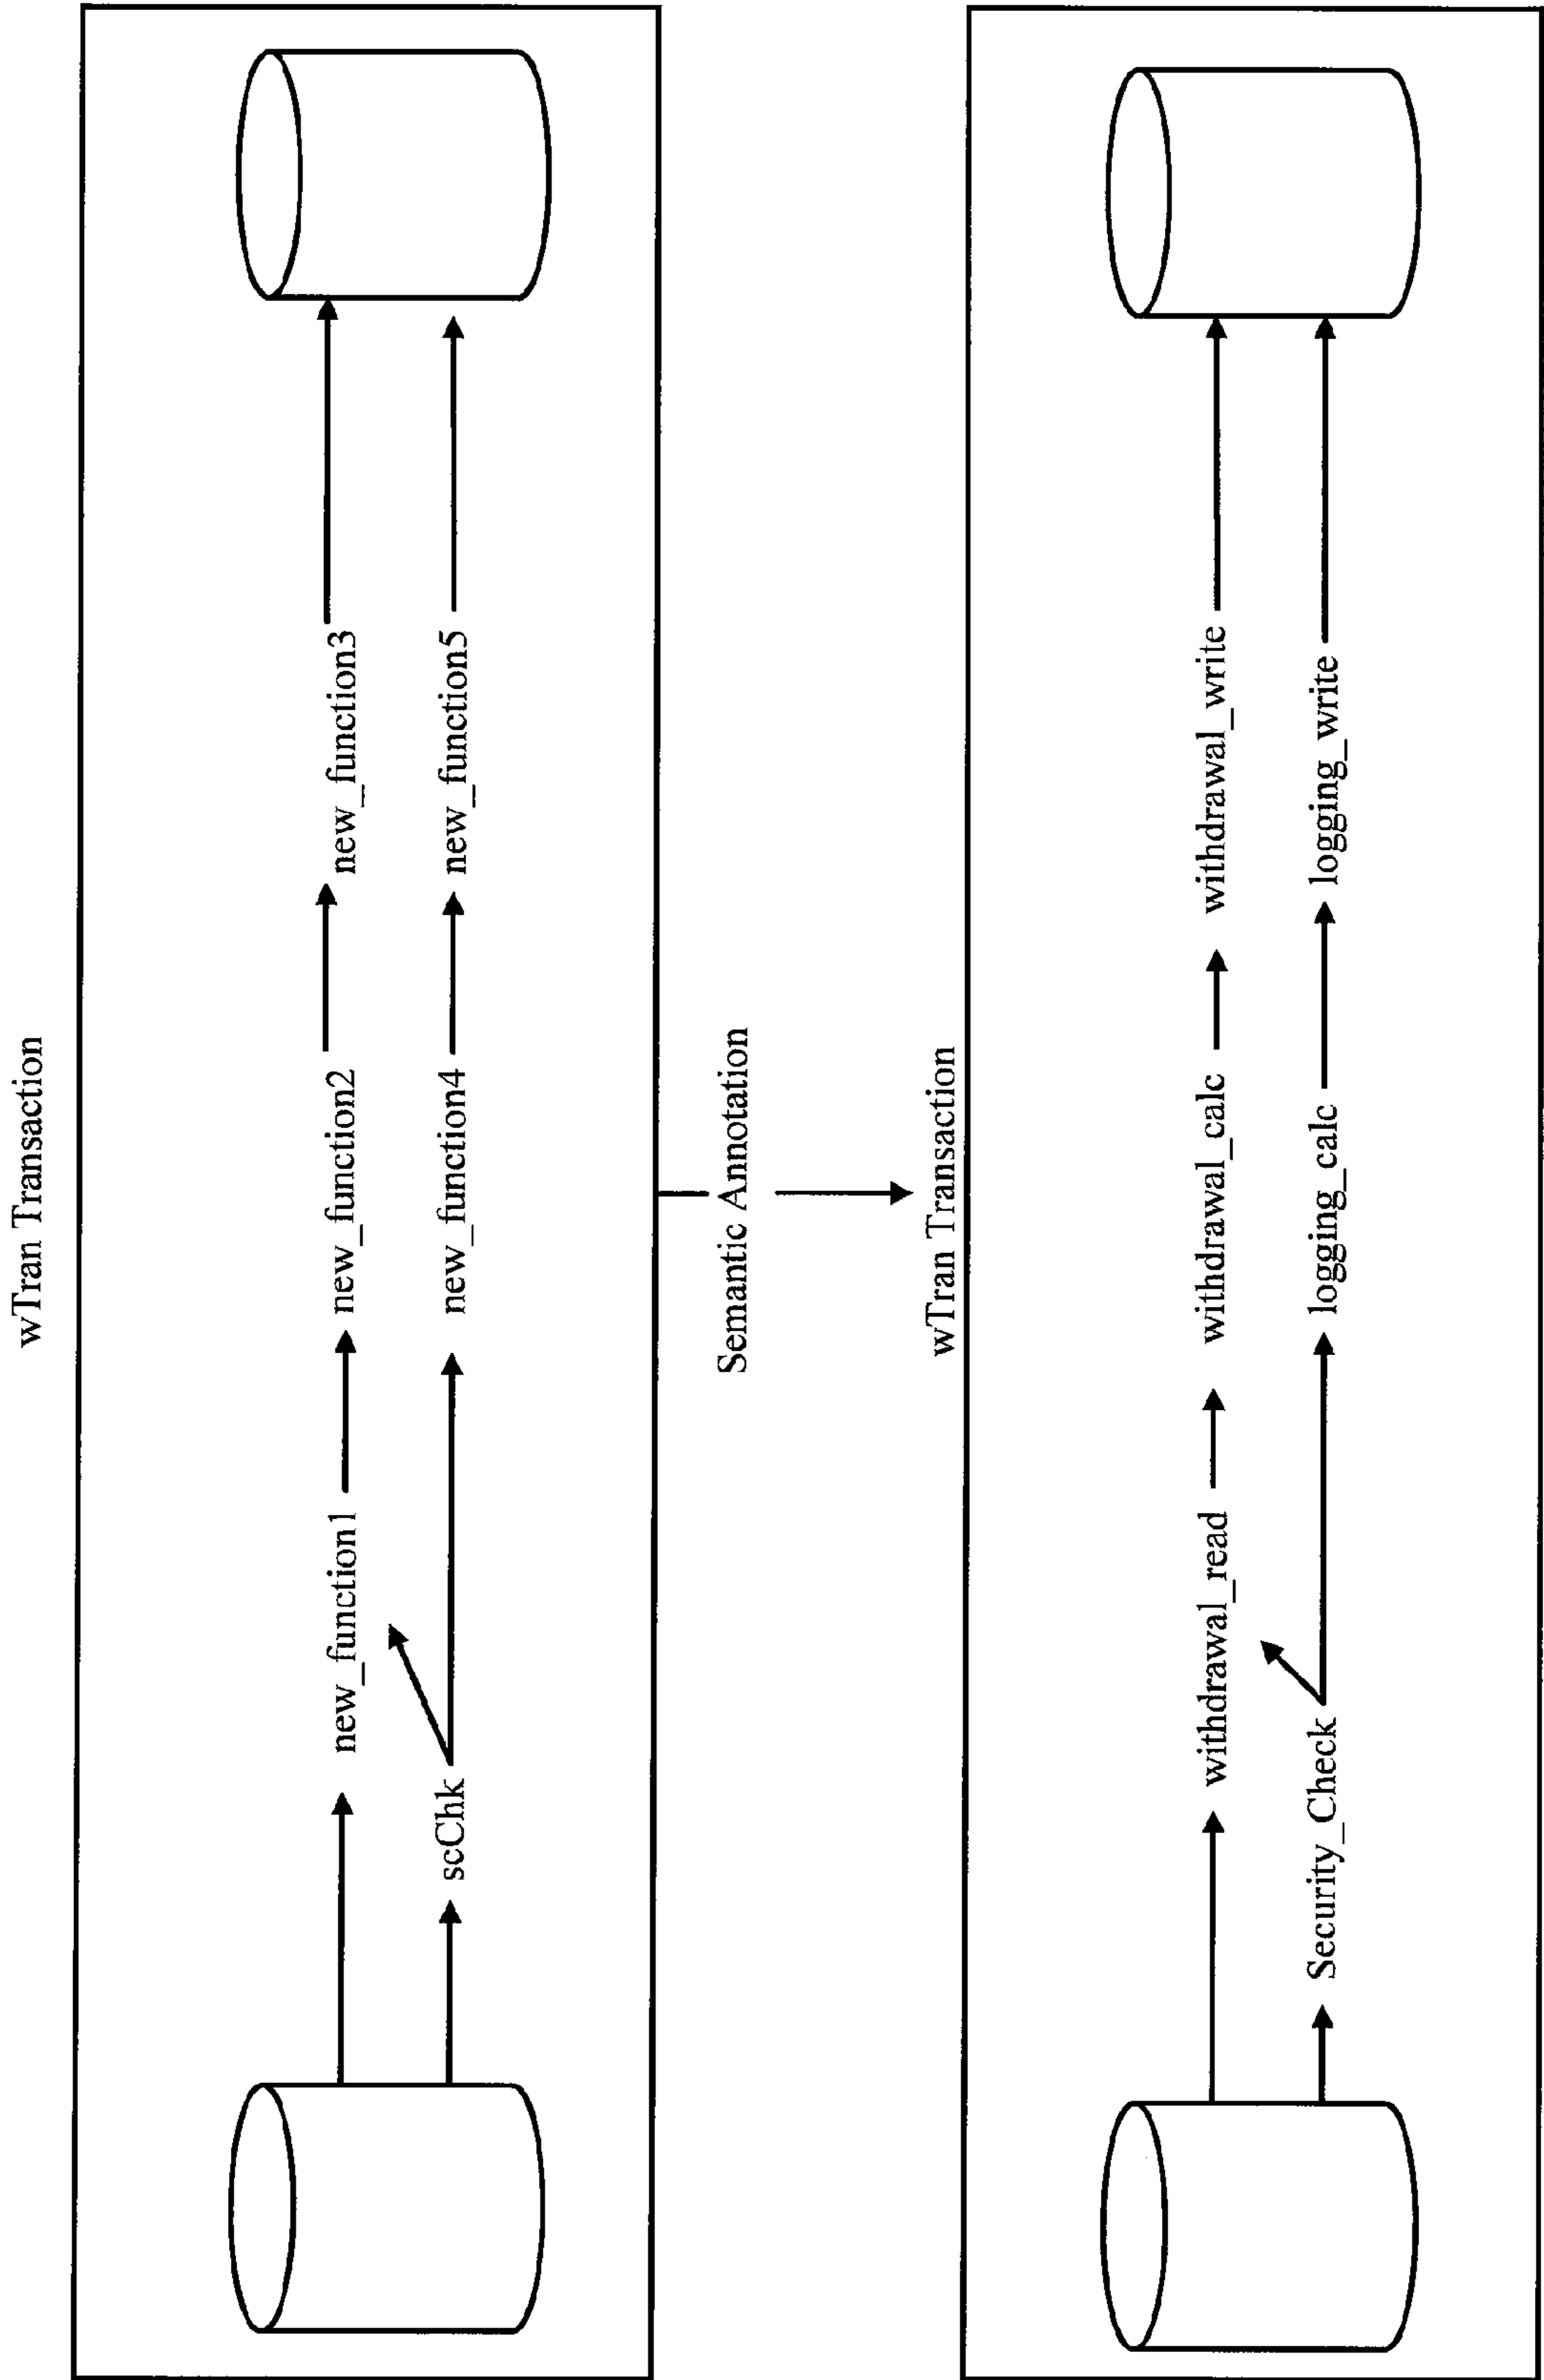 wTran Transaction
new_function1
new_function2
new_function3
scChk
new_function4
new_function5
Semantic Annotation
wTran Transaction
withdrawal_read
withdrawal_calc
withdrawal_write
Security_Check
logging_calc
logging_write